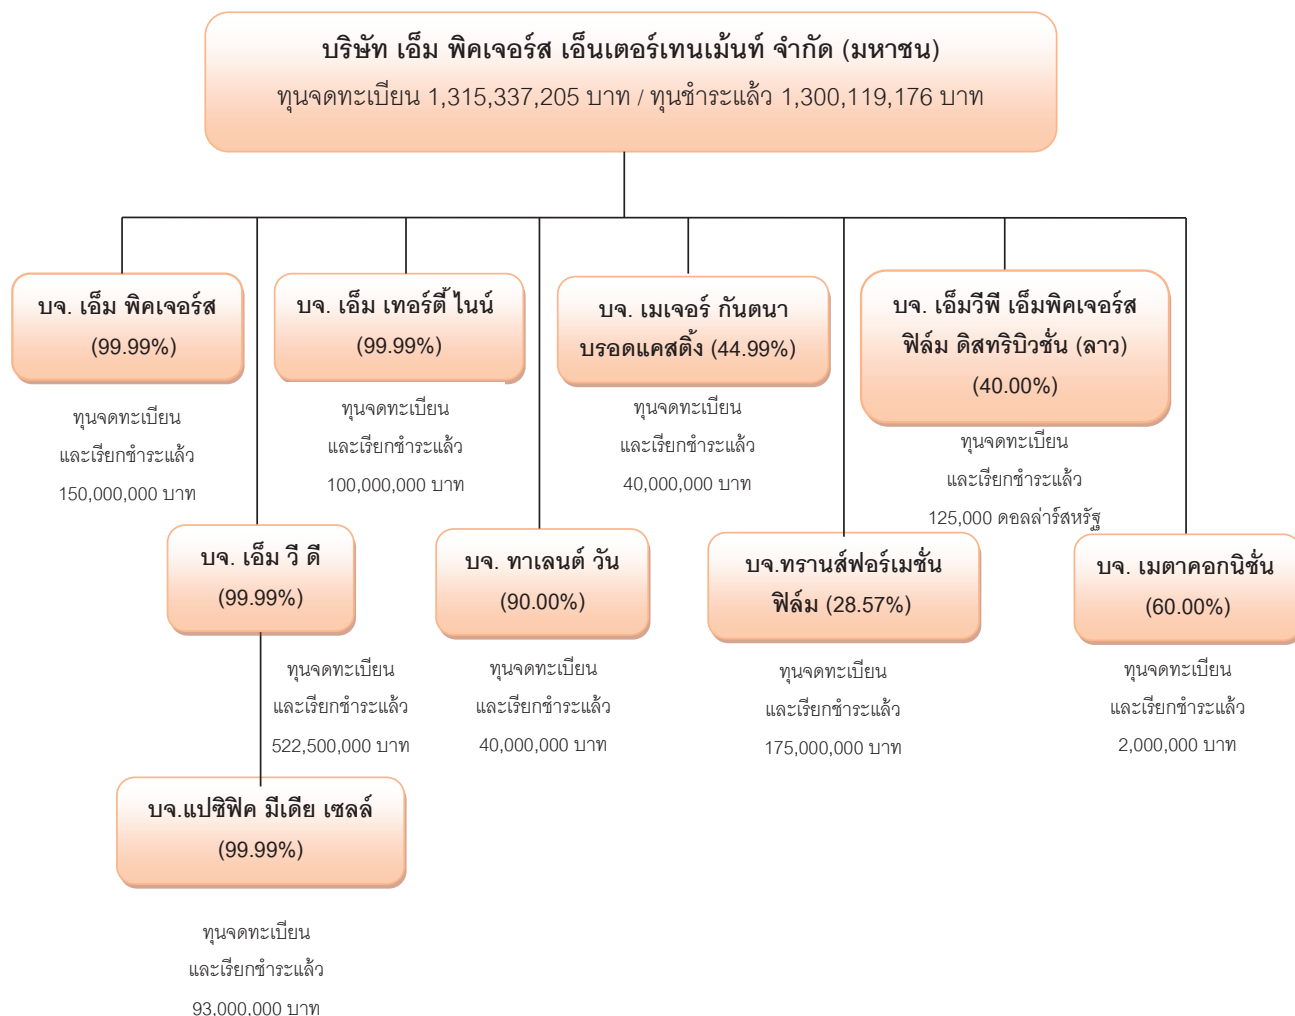 บริษัท เอ็ม พิคเจอร์ส เอ็นเตอร์เทนเม้นท์ จำกัด (มหาชน)
ทุนจดทะเบียน 1,315,337,205 บาท / ทุนชำระแล้ว 1,300,119,176 บาท
บจ. เอ็ม พิคเจอร์ส
(99.99%)
ทุนจดทะเบียน
และเรียกชำระแล้ว
150,000,000 บาท
บจ. เอ็ม เทอร์ตี้ ไนน์
(99.99%)
ทุนจดทะเบียน
และเรียกชำระแล้ว
100,000,000 บาท
บจ. เมเจอร์ กันตนา
บรอดแคสติ้ง (44.99%)
ทุนจดทะเบียน
และเรียกชำระแล้ว
40,000,000 บาท
บจ. เอ็มวีพี เอ็มพิคเจอร์ส
ฟิล์ม ดิสทริบิวชั่น (ลาว)
(40.00%)
ทุนจดทะเบียน
และเรียกชำระแล้ว
125,000 ดอลล่าร์สหรัฐ
บจ. เอ็ม วี ดี
(99.99%)
ทุนจดทะเบียน
และเรียกชำระแล้ว
522,500,000 บาท
บจ. ทาเลนต์ วัน
(90.00%)
ทุนจดทะเบียน
และเรียกชำระแล้ว
40,000,000 บาท
บจ.ทรานส์ฟอร์เมชั่น
ฟิล์ม (28.57%)
ทุนจดทะเบียน
และเรียกชำระแล้ว
175,000,000 บาท
บจ. เมตาคอกนิชั่น
(60.00%)
ทุนจดทะเบียน
และเรียกชำระแล้ว
2,000,000 บาท
บจ.แปซิฟิค มีเดีย เซลล์
(99.99%)
ทุนจดทะเบียน
และเรียกชำระแล้ว
93,000,000 บาท